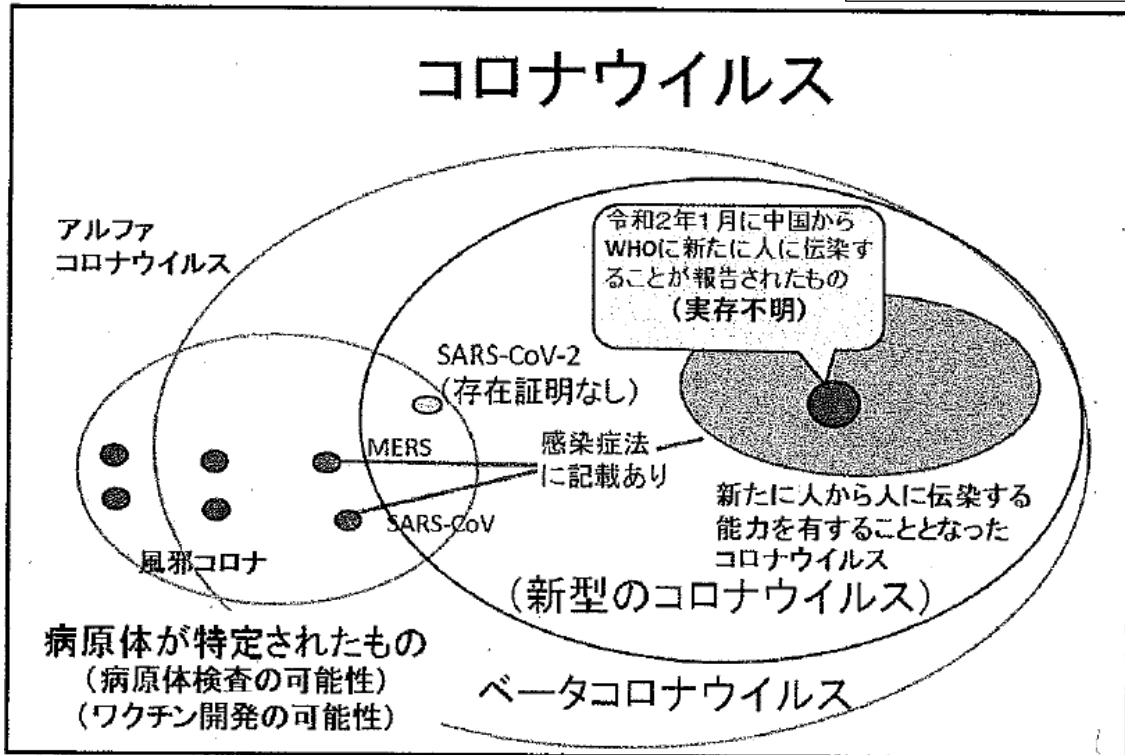 コロナウイルス
アルファ
コロナウイルス
令和2年1月に中国から
WHOに新たに人に伝染す
ることが報告されたもの
(実存不明)
SARS-CoV-2
(存在証明なし)
MERS
SARS-CoV
感染症法
に記載あり
新たに人から人に伝染する
能力を有することとなった
コロナウイルス
風邪コロナ
(新型のコロナウイルス)
病原体が特定されたもの
(病原体検査の可能性)
(ワクチン開発の可能性)
ベータコロナウイルス